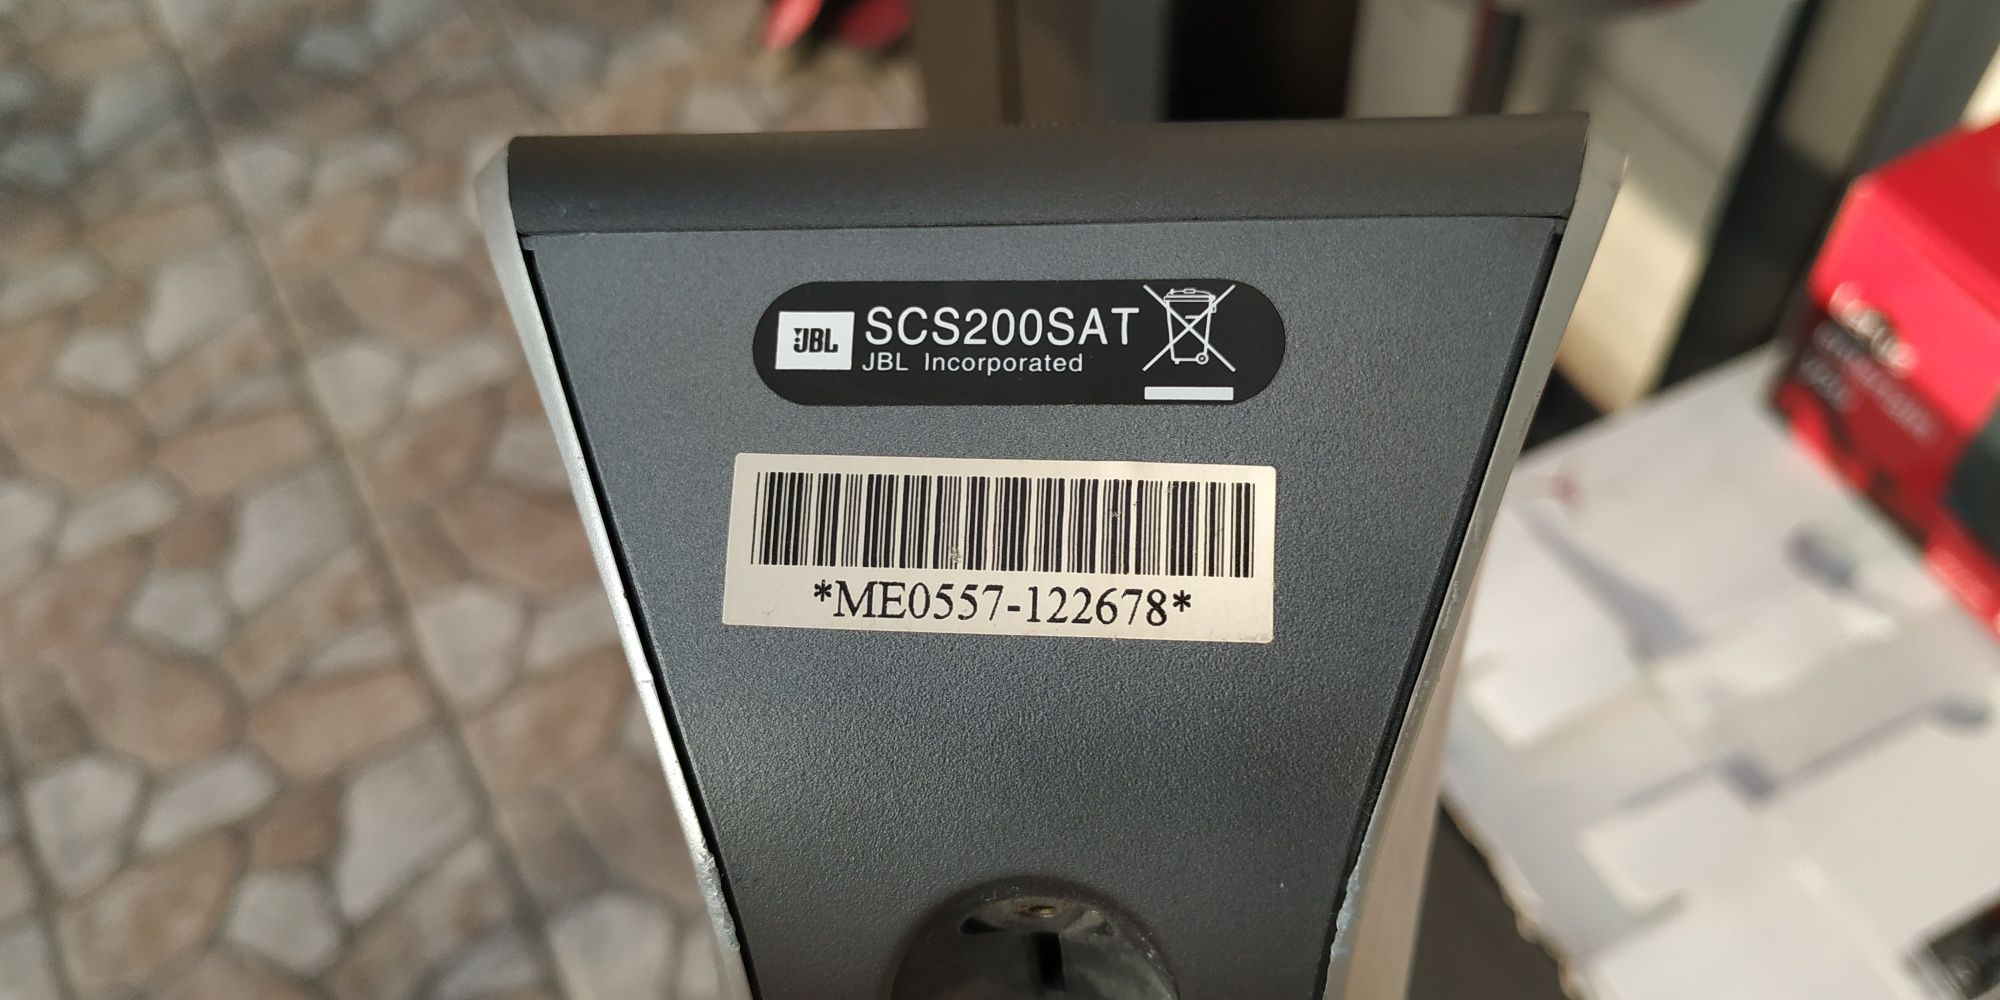 JBL
SCS200SAT
JBL Incorporated
*ME0557-122678*